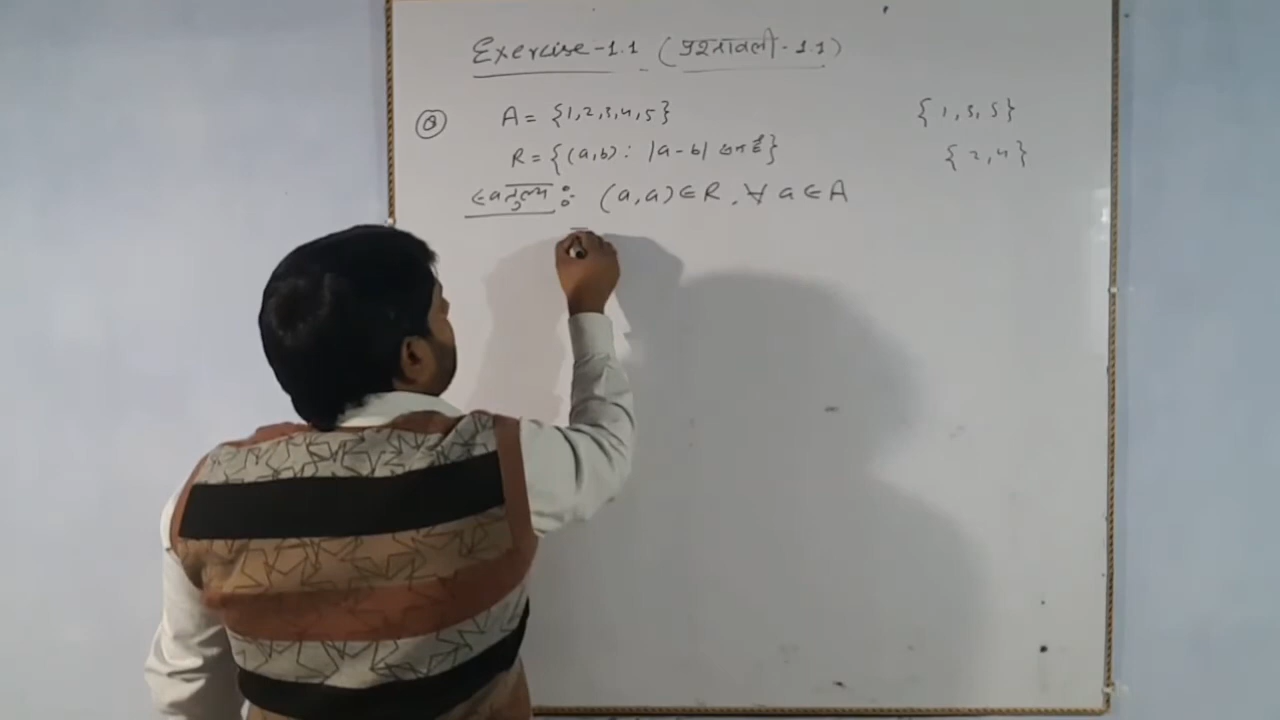 Exercise-1.1 (प्रश्नावली-1.1)
Q A = {1,2,3,4,5}
R = {(a,b): |a-b| सम है}
स्वतुल्य : (a,a) ∈ R, ∀ a ∈ A
{1,3,5}
{2,4}